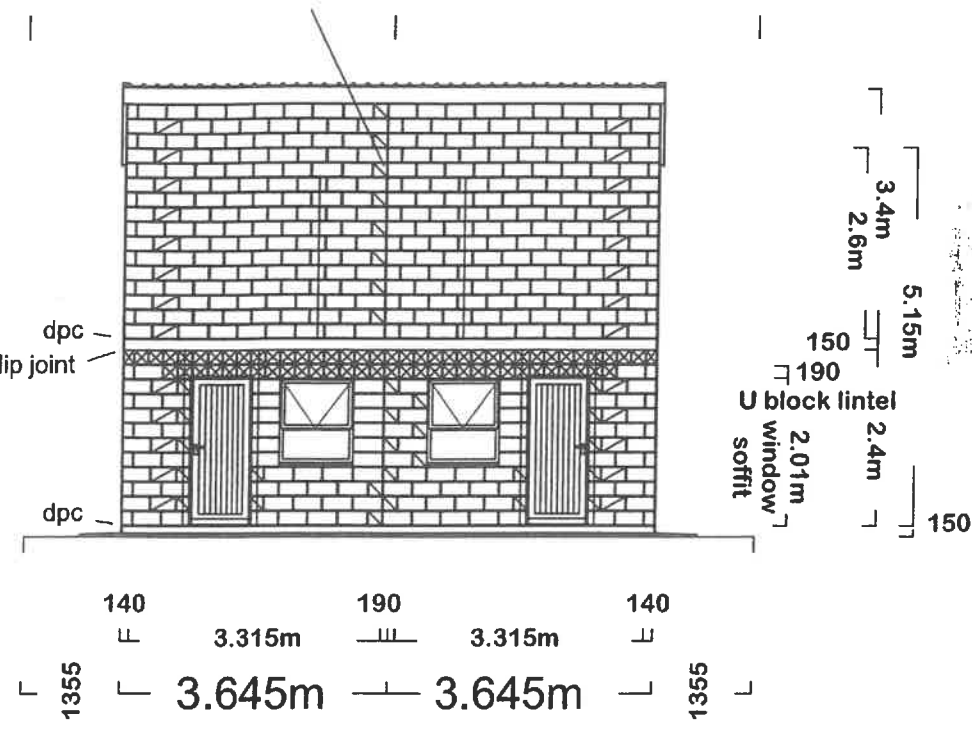 dpc
lip joint
dpc
3.4m
2.6m
5.15m
150
190
U block lintel
2.4m
2.01m
window
soffit
150
140 190 140
3.315m 3.315m
1355 3.645m 3.645m 1355